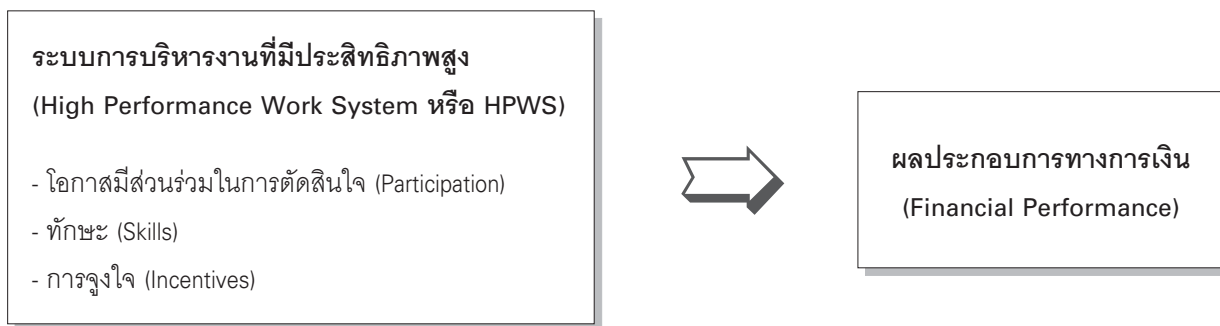 ระบบการบริหารงานที่มีประสิทธิภาพสูง
(High Performance Work System หรือ HPWS)
- โอกาสมีส่วนร่วมในการตัดสินใจ (Participation)
- ทักษะ (Skills)
- การจูงใจ (Incentives)
ผลประกอบการทางการเงิน
(Financial Performance)